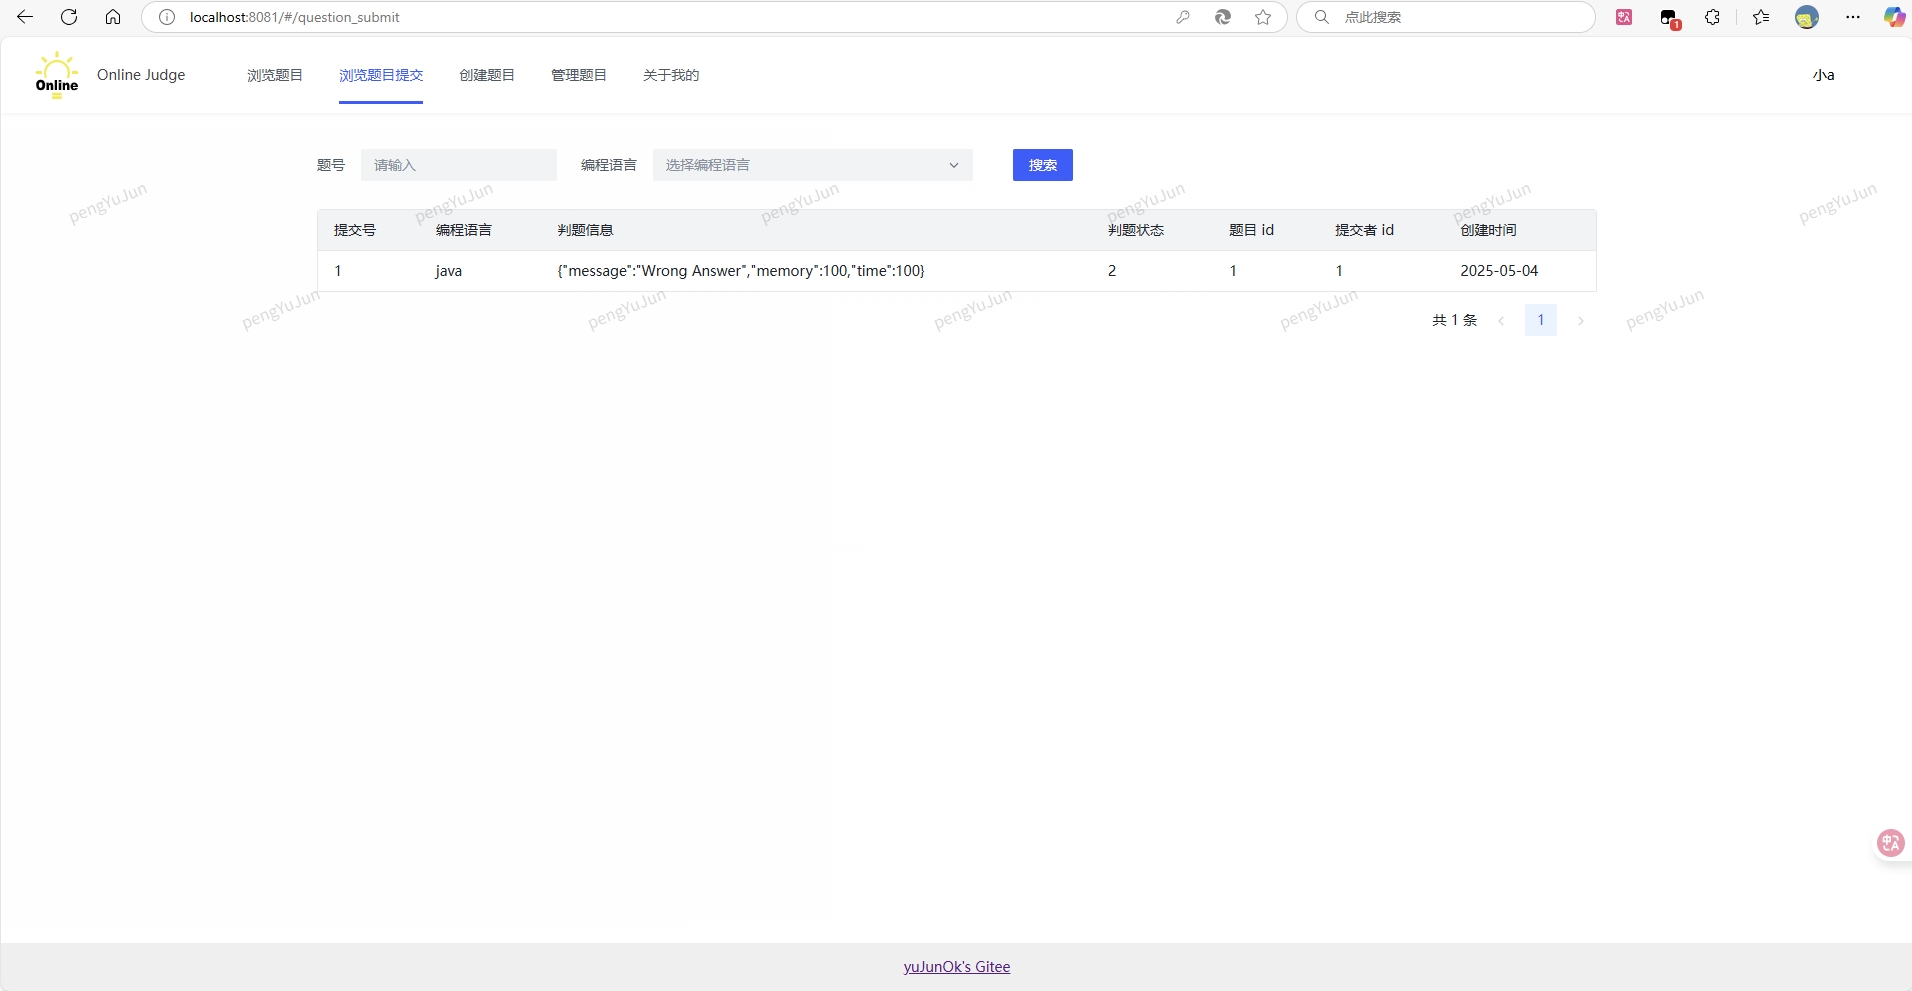 localhost:8081/#/question_submit
点此搜索
1
Online
Online Judge
浏览题目
浏览题目提交
创建题目
管理题目
关于我的
小a
题号
请输入
编程语言
选择编程语言
搜索
pengYuJun pengYuJun pengYuJun pengYuJun pengYuJun pengYuJun
提交号 编程语言 判题信息 判题状态 题目 id 提交者 id 创建时间
1 java {"message":"Wrong Answer","memory":100,"time":100} 2 1 1 2025-05-04
pengYuJun pengYuJun pengYuJun pengYuJun pengYuJun
共 1 条 1
中A
yuJunOk's Gitee